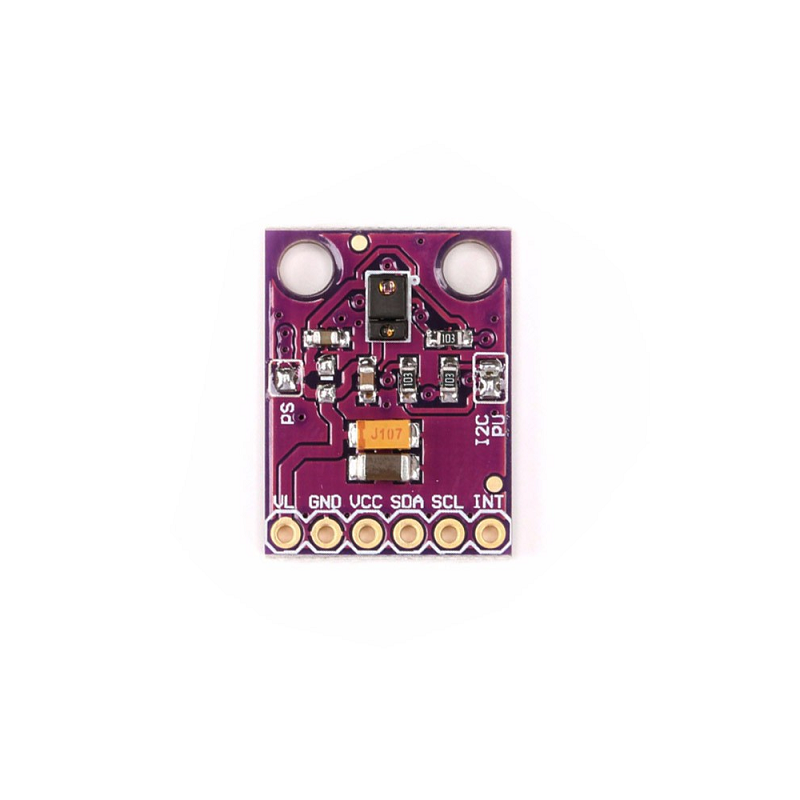 103
103
103
PS
I2C
PU
J107
VL GND VCC SDA SCL INT